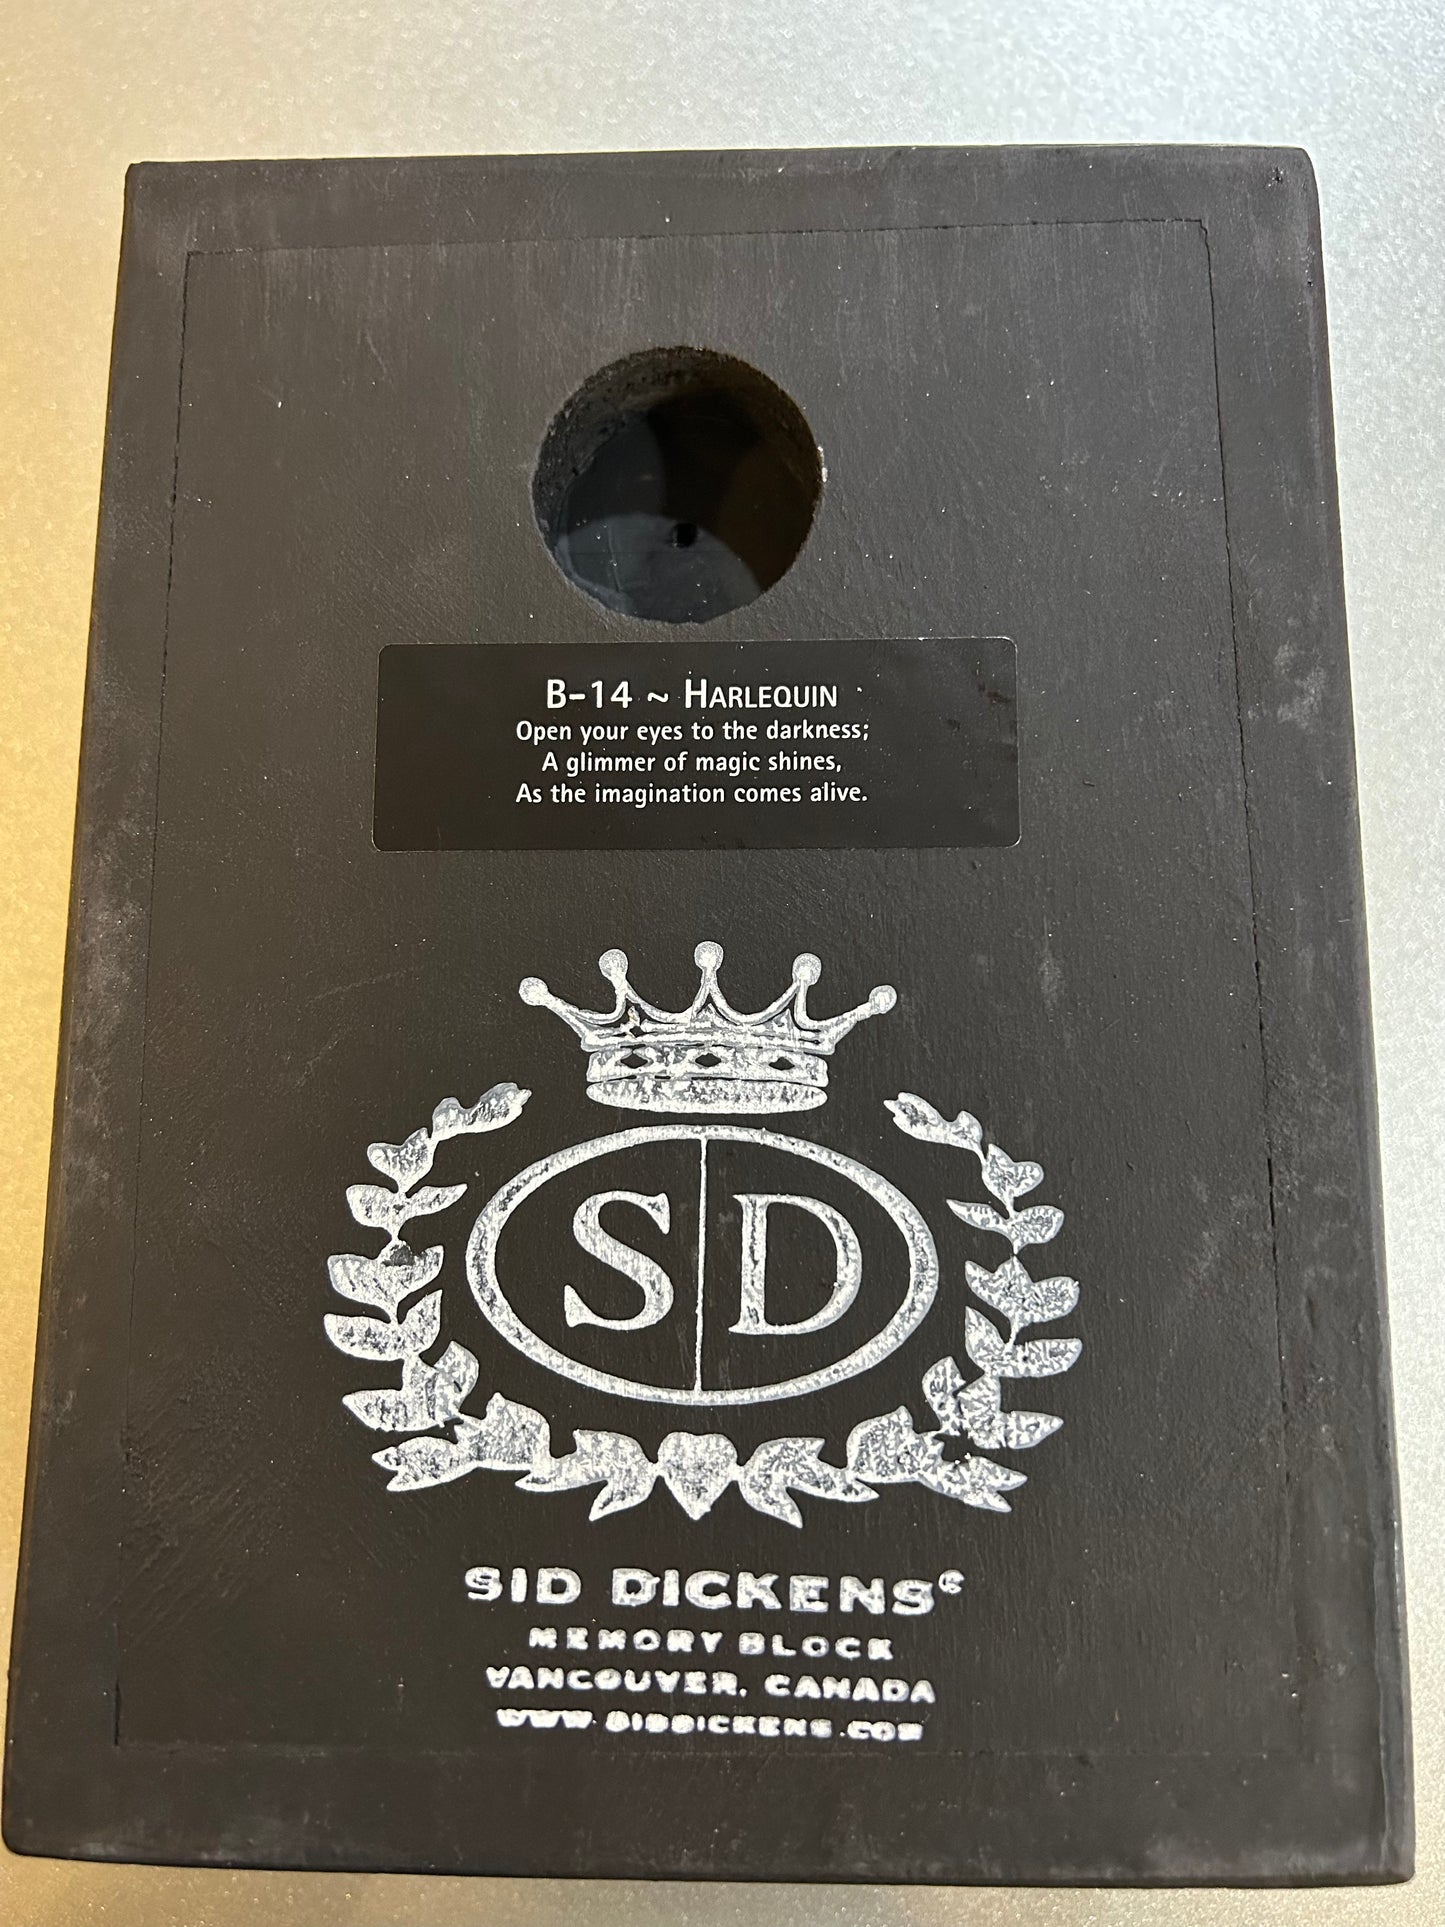 B-14 ~ HARLEQUIN
Open your eyes to the darkness;
A glimmer of magic shines,
As the imagination comes alive.
S D
SID DICKENS®
MEMORY BLOCK
VANCOUVER, CANADA
WWW.SIDDICKENS.COM